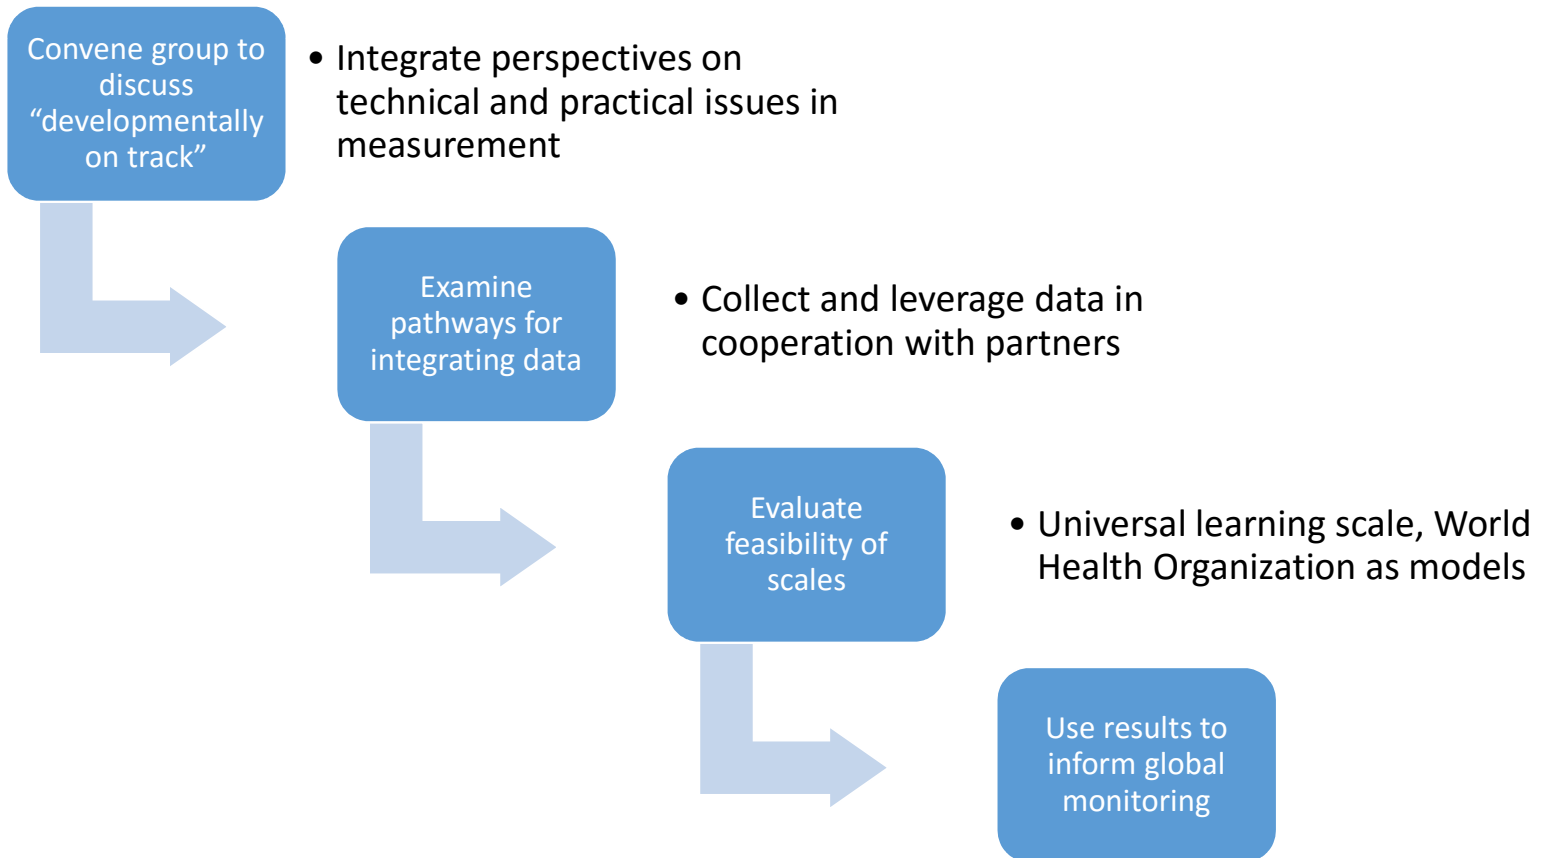 Convene group to
discuss
“developmentally
on track”
• Integrate perspectives on
technical and practical issues in
measurement
Examine
pathways for
integrating data
• Collect and leverage data in
cooperation with partners
Evaluate
feasibility of
scales
• Universal learning scale, World
Health Organization as models
Use results to
inform global
monitoring